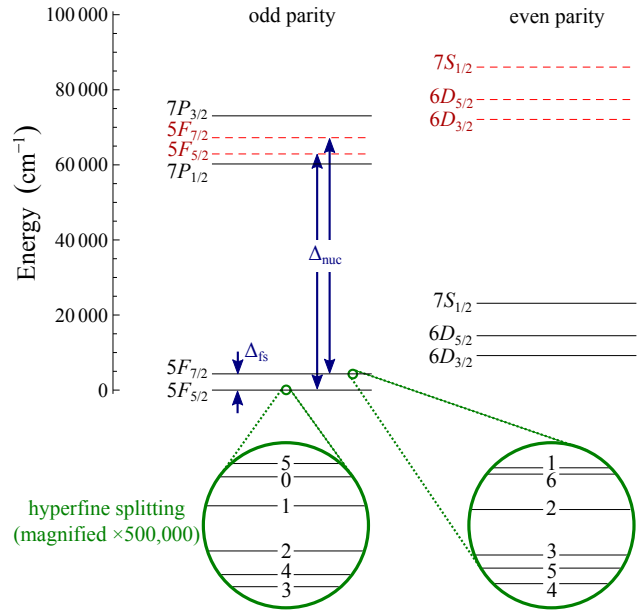 odd parity
even parity
Energy (cm⁻¹)
100 000
80 000
60 000
40 000
20 000
0
7P₃/₂
5F₇/₂
5F₅/₂
7P₁/₂
Δnuc
Δfs
5F₇/₂
5F₅/₂
7S₁/₂
6D₅/₂
6D₃/₂
7S₁/₂
6D₅/₂
6D₃/₂
hyperfine splitting
(magnified ×500,000)
5
0
1
2
4
3
1
6
2
3
5
4